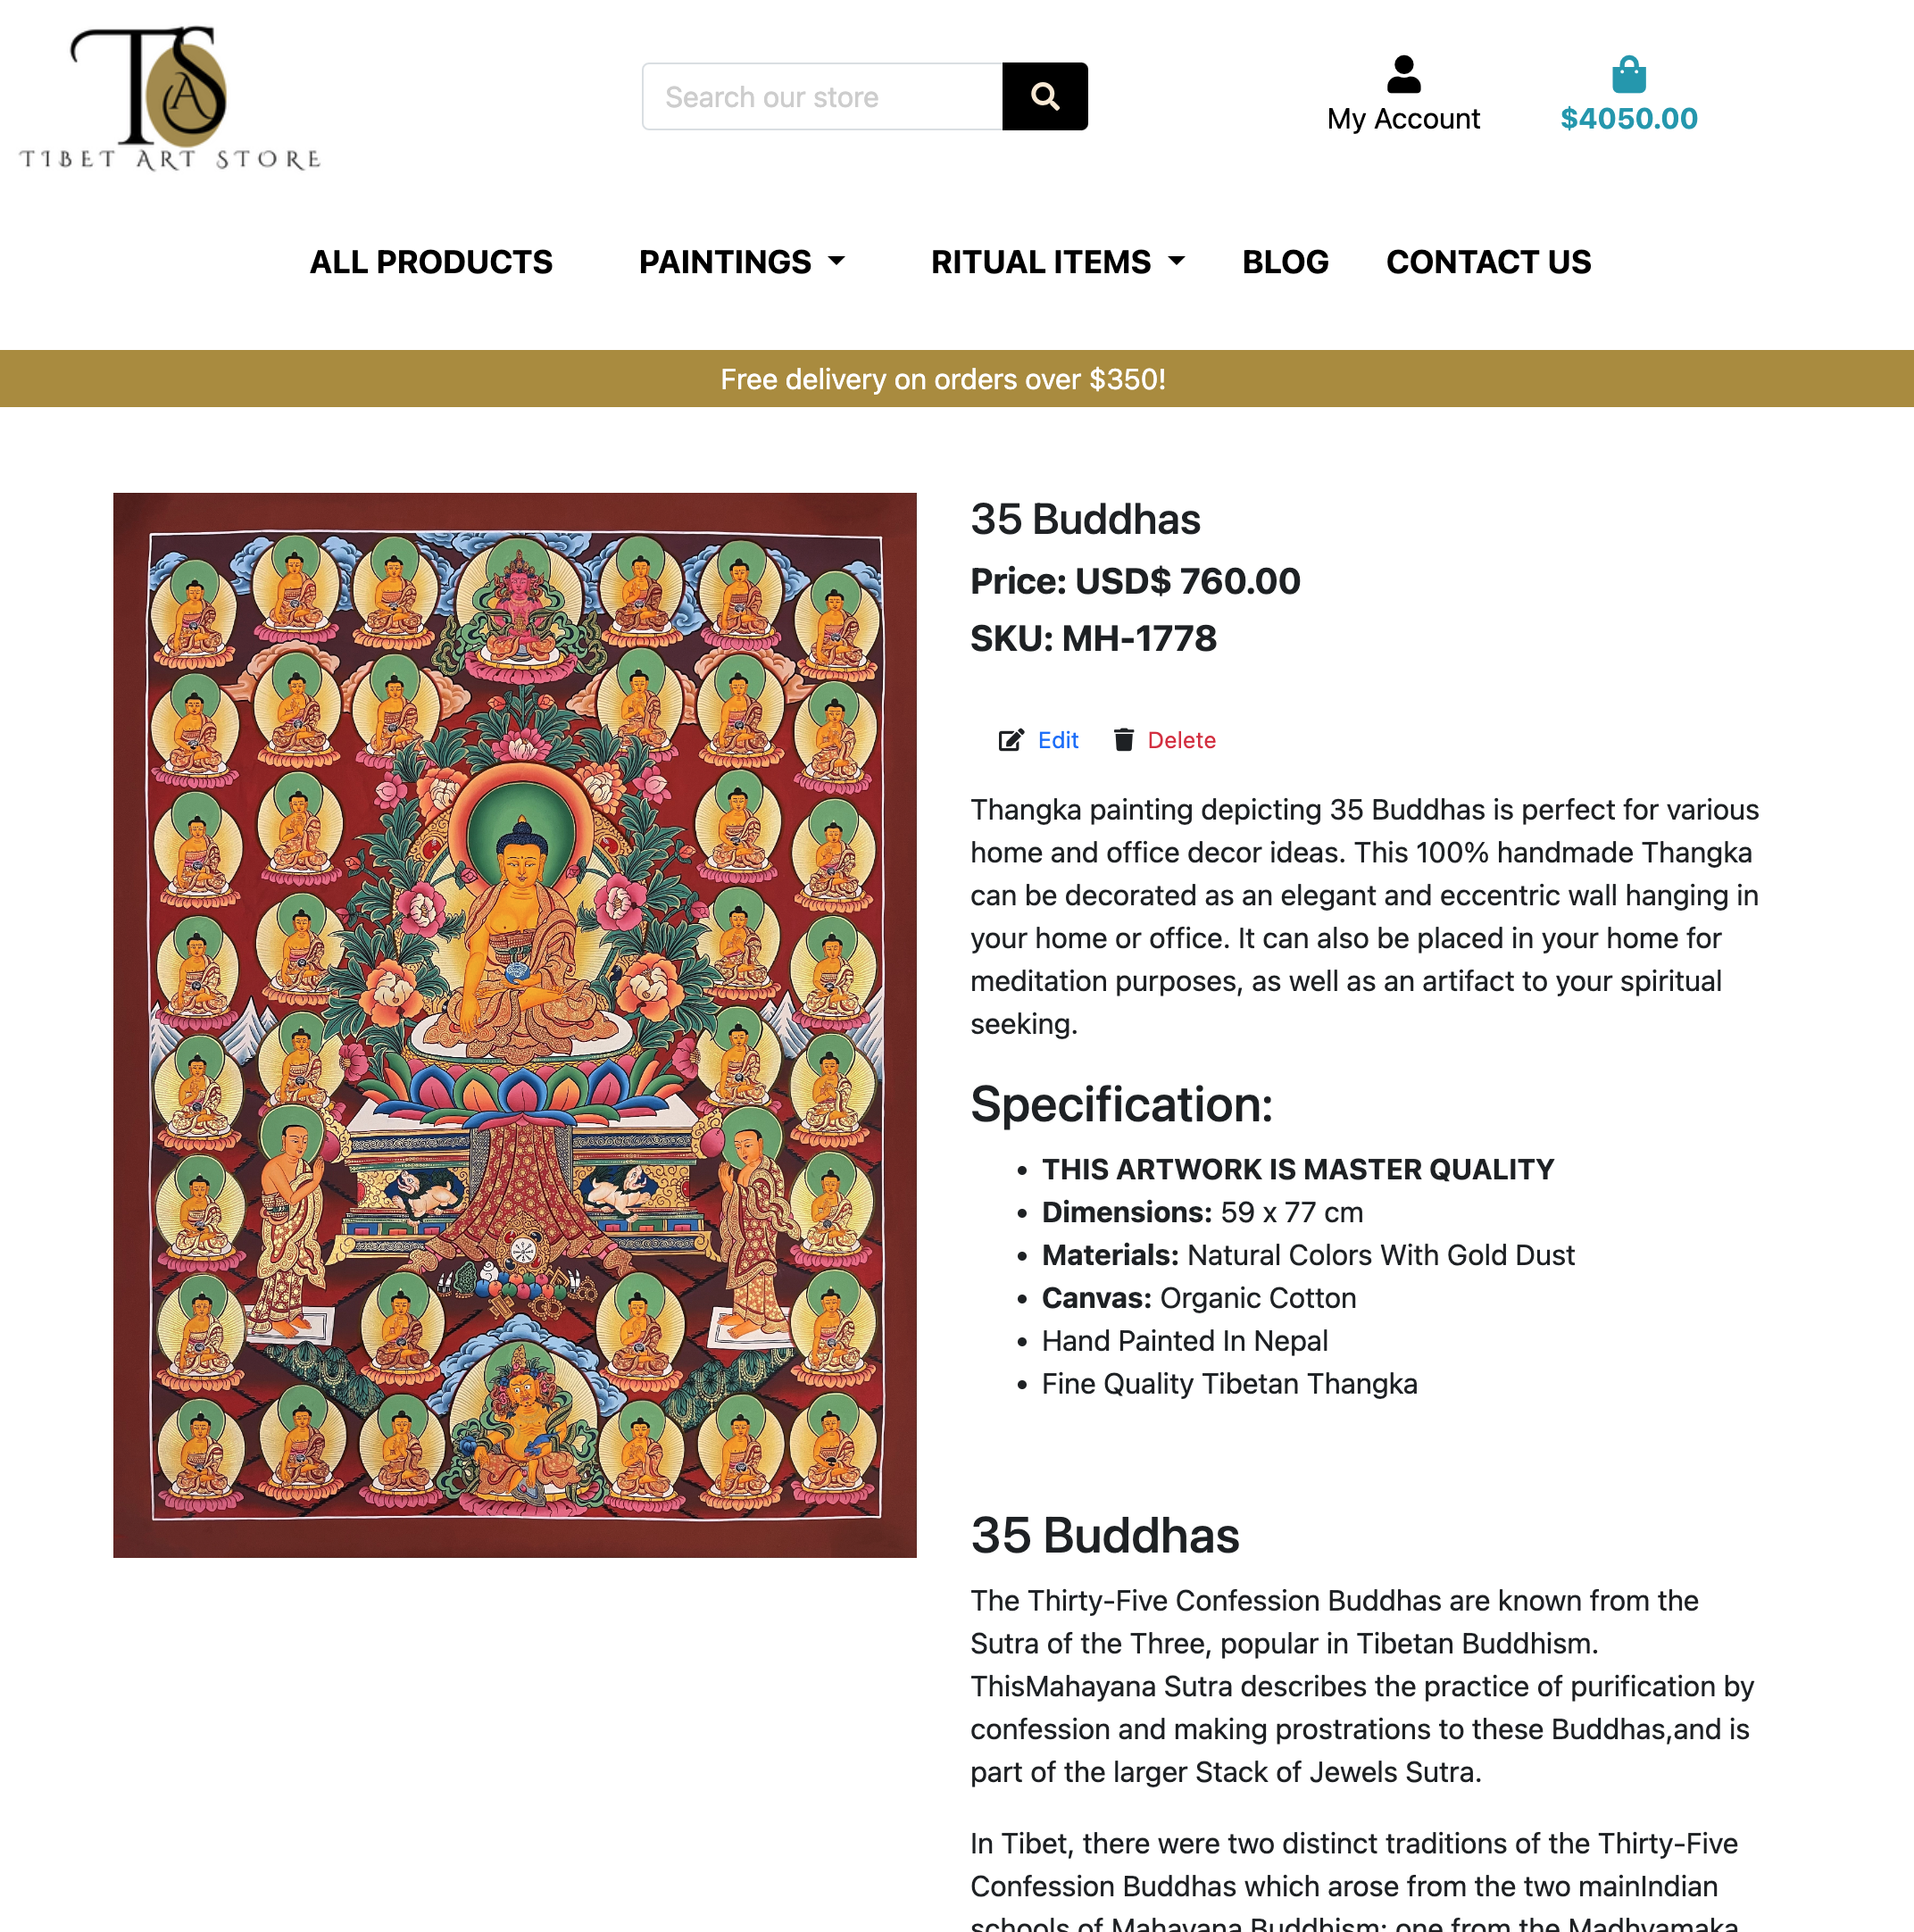 TSA
TIBET ART STORE
Search our store
My Account
$4050.00
ALL PRODUCTS PAINTINGS RITUAL ITEMS BLOG CONTACT US
Free delivery on orders over $350!
35 Buddhas
Price: USD$ 760.00
SKU: MH-1778
Edit Delete
Thangka painting depicting 35 Buddhas is perfect for various
home and office decor ideas. This 100% handmade Thangka
can be decorated as an elegant and eccentric wall hanging in
your home or office. It can also be placed in your home for
meditation purposes, as well as an artifact to your spiritual
seeking.
Specification:
• THIS ARTWORK IS MASTER QUALITY
• Dimensions: 59 x 77 cm
• Materials: Natural Colors With Gold Dust
• Canvas: Organic Cotton
• Hand Painted In Nepal
• Fine Quality Tibetan Thangka
35 Buddhas
The Thirty-Five Confession Buddhas are known from the
Sutra of the Three, popular in Tibetan Buddhism.
ThisMahayana Sutra describes the practice of purification by
confession and making prostrations to these Buddhas,and is
part of the larger Stack of Jewels Sutra.
In Tibet, there were two distinct traditions of the Thirty-Five
Confession Buddhas which arose from the two mainIndian
schools of Mahayana Buddhism: one from the Madhyamaka